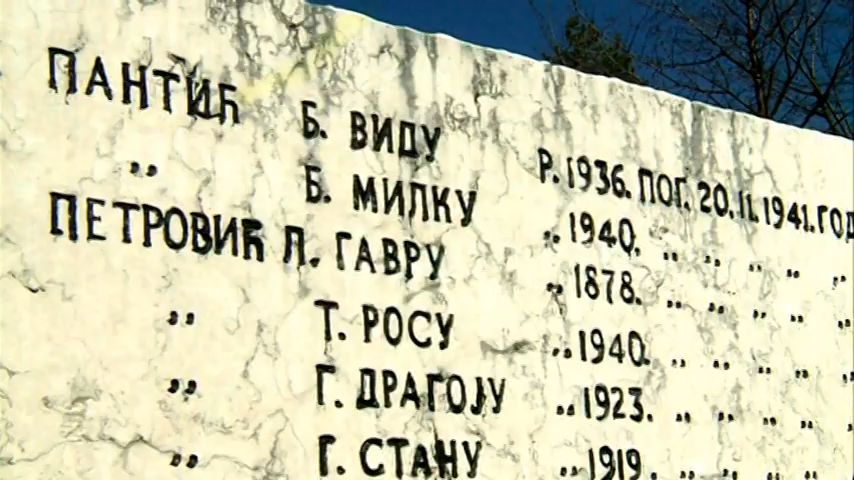 ПАНТИЋ Б. ВИДУ Р. 1936. ПОГ. 20. II. 1941. ГОД
„ Б. МИЛКУ „ 1940. „ „ „ „ „
ПЕТРОВИЋ Л. ГАВРУ „ 1878. „ „ „ „ „
„ Т. РОСУ „ 1940. „ „ „ „ „
„ Г. ДРАГОЈУ „ 1923. „ „ „ „ „
„ Г. СТАНУ „ 1919. „ „ „ „ „